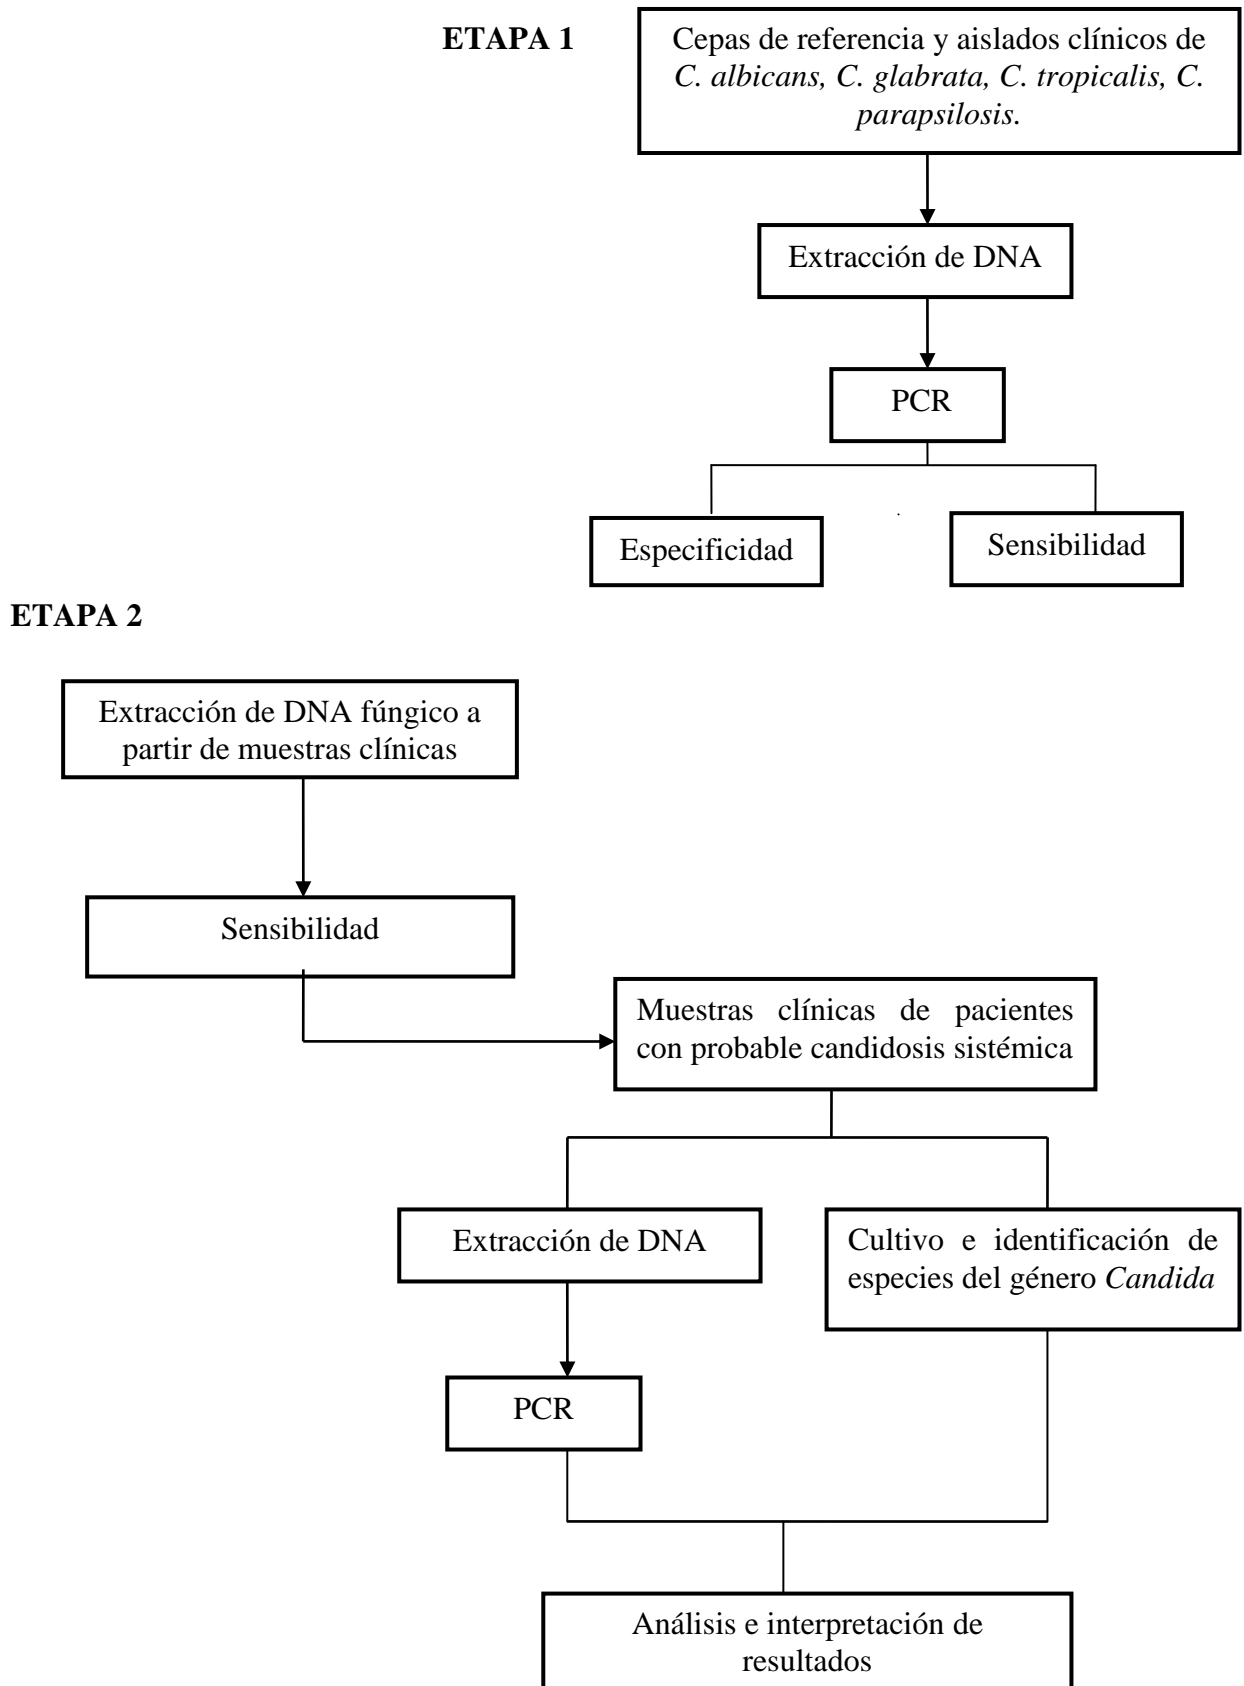 ETAPA 1
Cepas de referencia y aislados clínicos de
C. albicans, C. glabrata, C. tropicalis, C.
parapsilosis.
Extracción de DNA
PCR
Especificidad
Sensibilidad
ETAPA 2
Extracción de DNA fúngico a
partir de muestras clínicas
Sensibilidad
Muestras clínicas de pacientes
con probable candidosis sistémica
Extracción de DNA
Cultivo e identificación de
especies del género Candida
PCR
Análisis e interpretación de
resultados